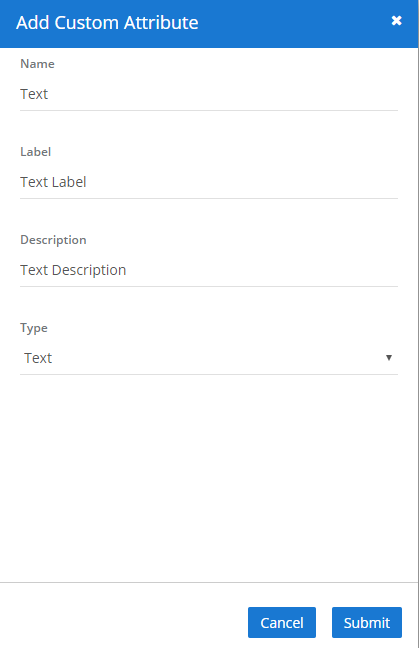 Add Custom Attribute
Name
Text
Label
Text Label
Description
Text Description
Type
Text
Cancel Submit